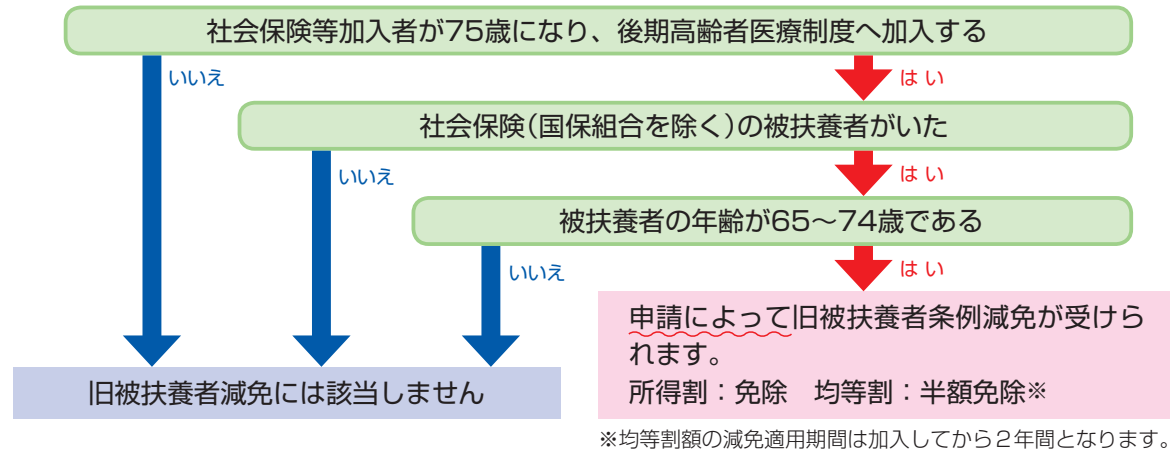 社会保険等加入者が75歳になり、後期高齢者医療制度へ加入する
いいえ
はい
社会保険(国保組合を除く)の被扶養者がいた
いいえ
はい
被扶養者の年齢が65〜74歳である
いいえ
はい
旧被扶養者減免には該当しません
申請によって旧被扶養者条例減免が受けら
れます。
所得割：免除　均等割：半額免除※
※均等割額の減免適用期間は加入してから２年間となります。